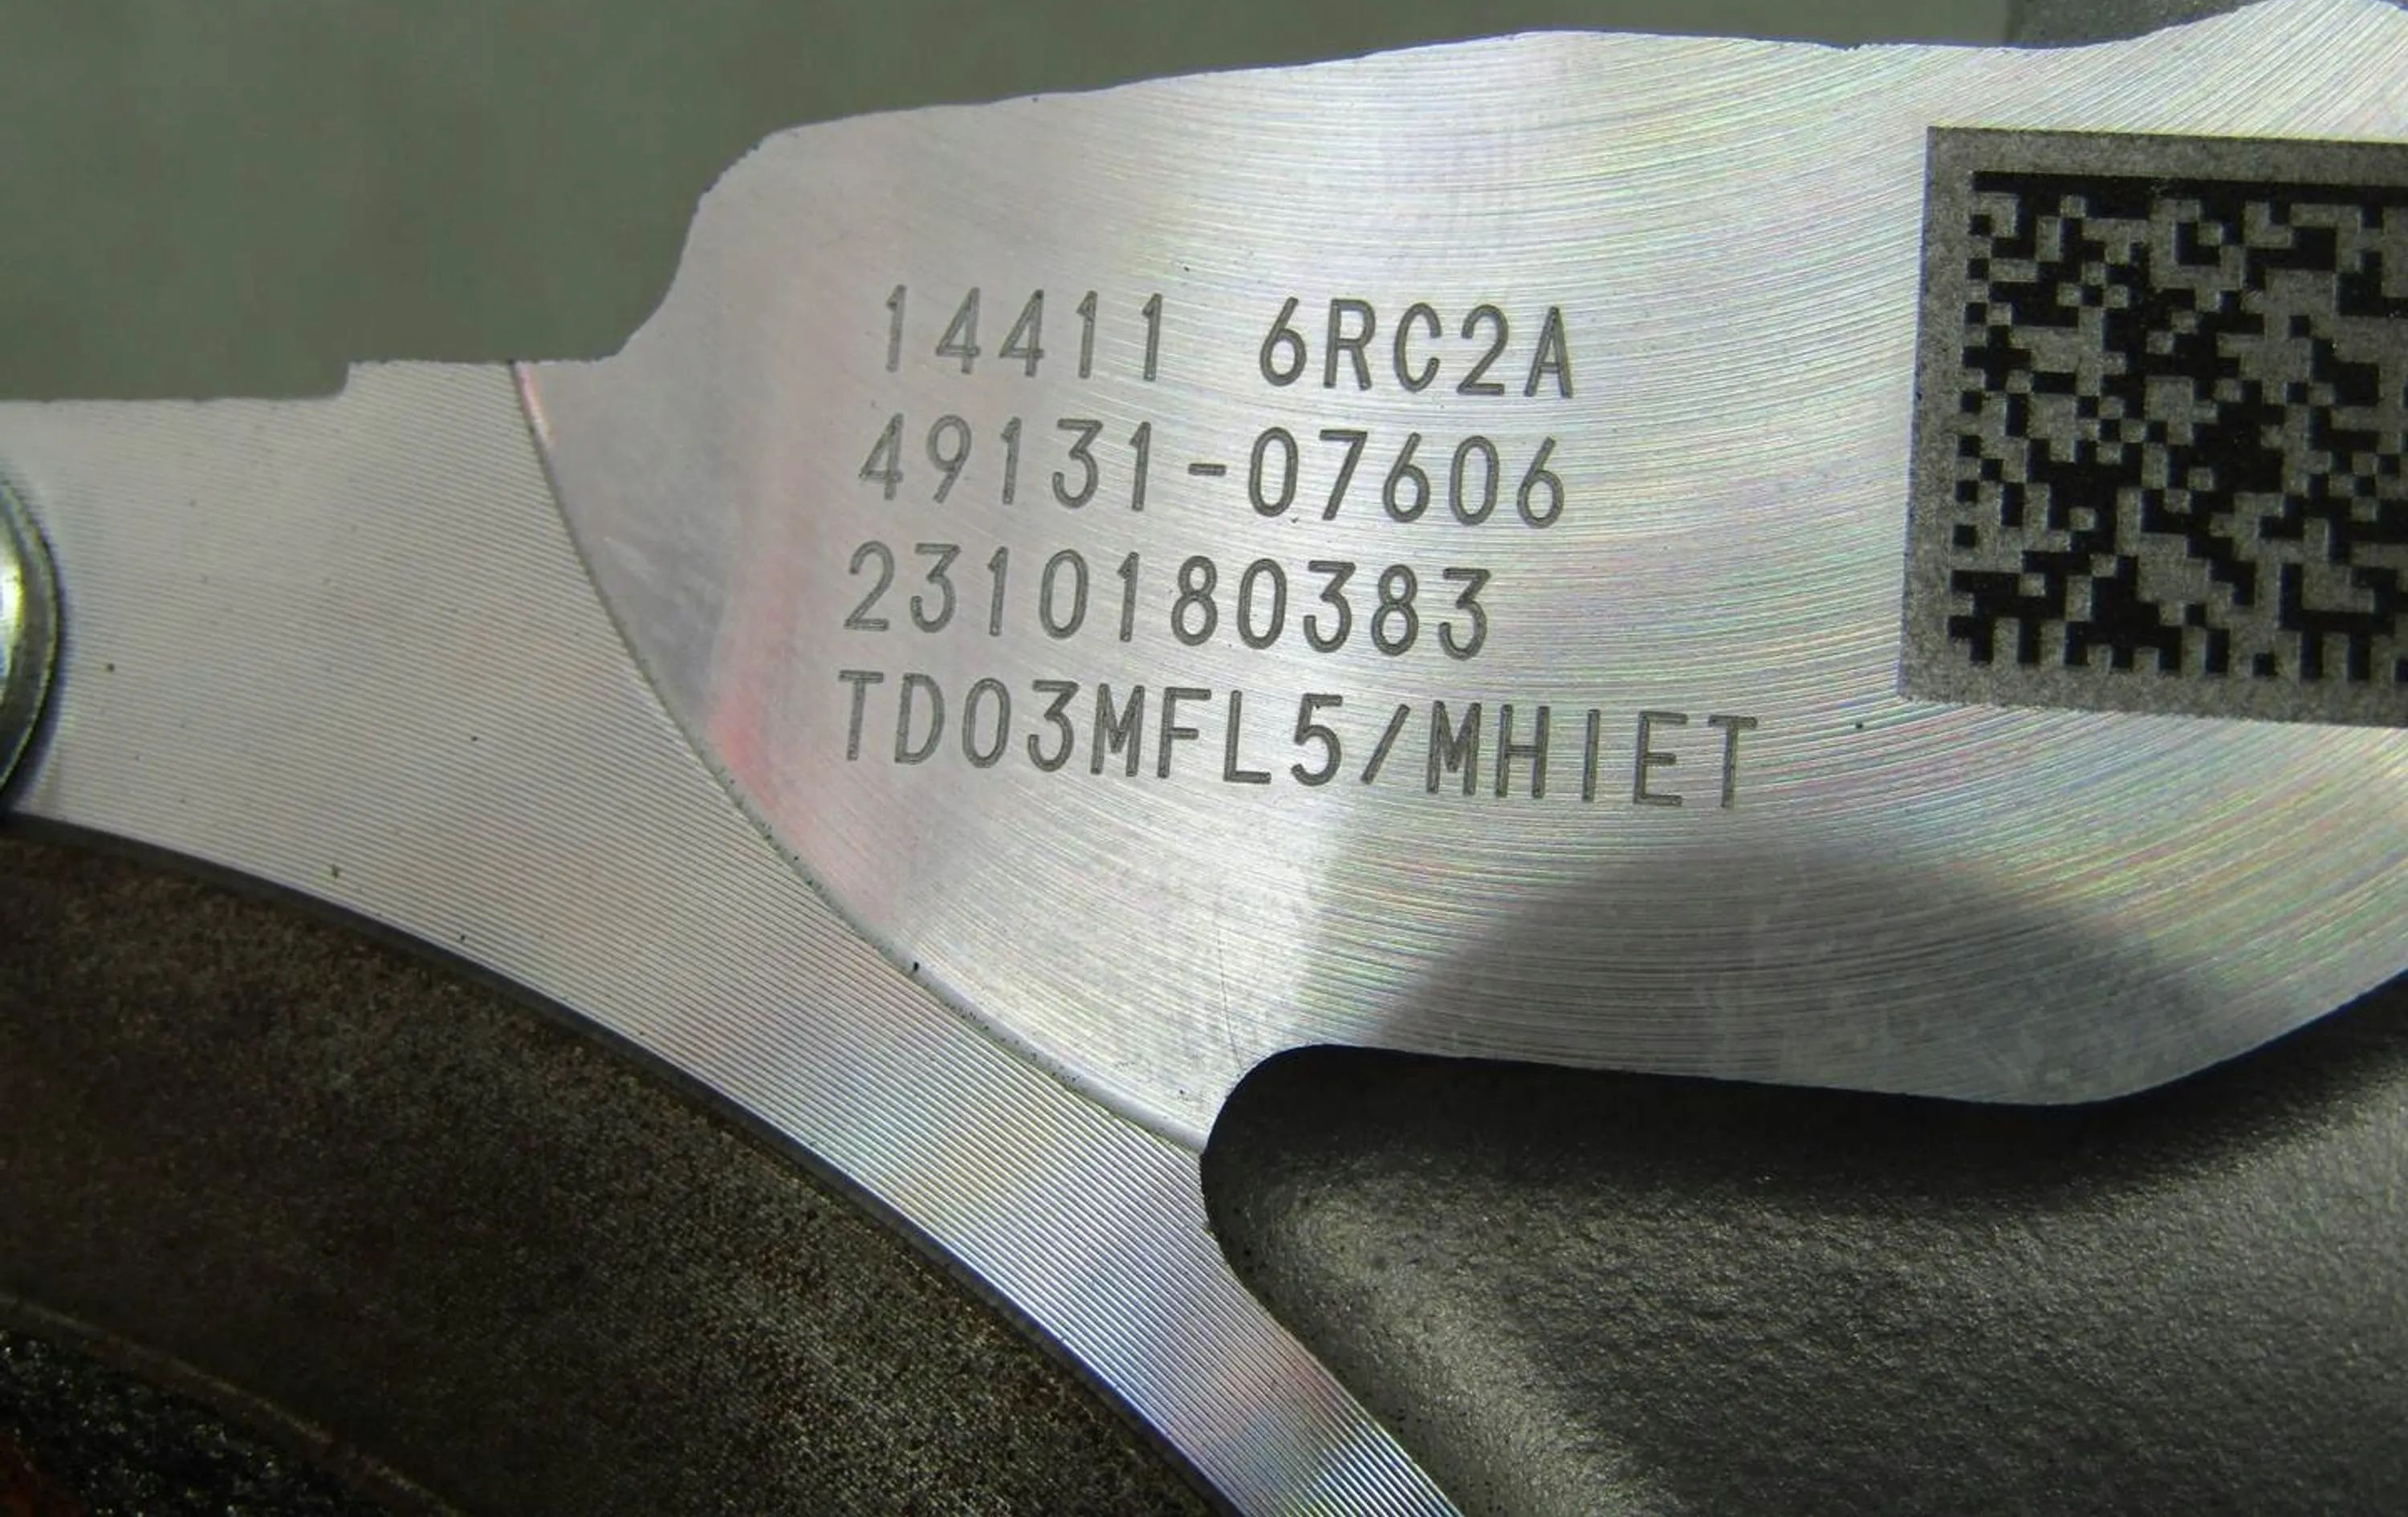 14411 6RC2A
49131-07606
2310180383
TD03MFL5/MHIET